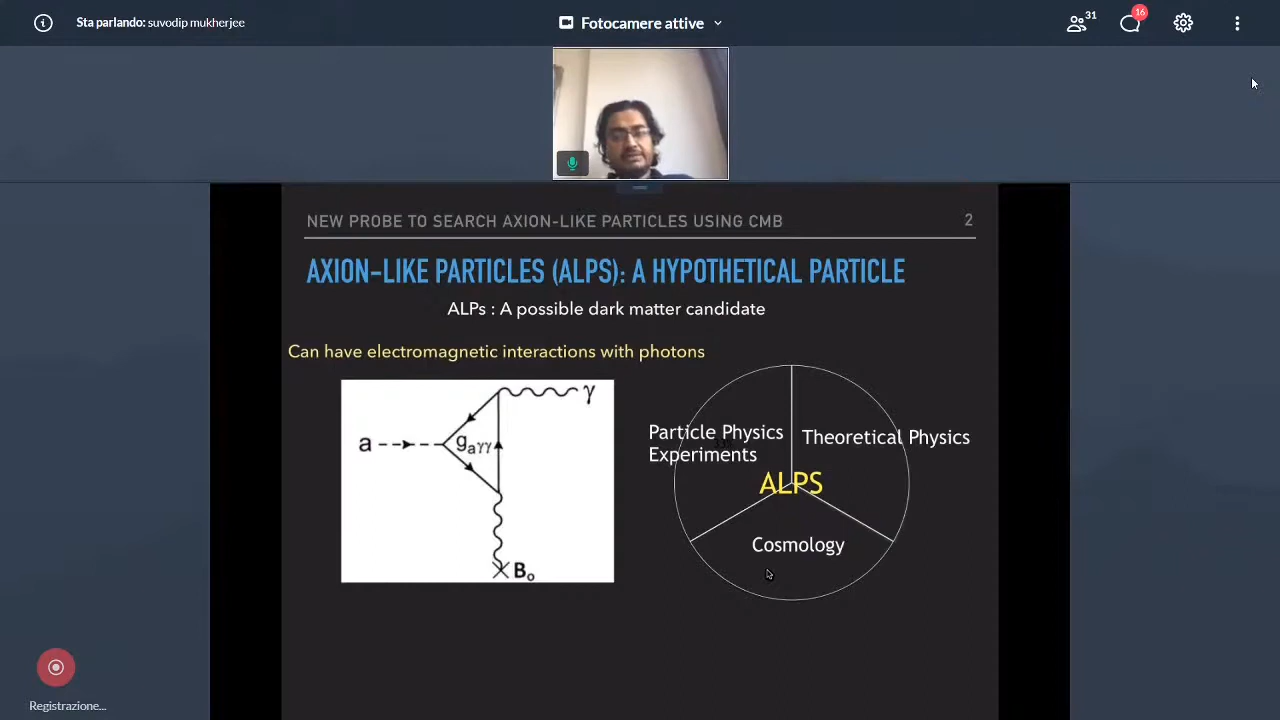 Sta parlando: suvodip mukherjee
Fotocamere attive
31
16
NEW PROBE TO SEARCH AXION-LIKE PARTICLES USING CMB
2
AXION-LIKE PARTICLES (ALPS): A HYPOTHETICAL PARTICLE
ALPs : A possible dark matter candidate
Can have electromagnetic interactions with photons
γ
a
gaγγ
Bo
Particle Physics
Experiments
Theoretical Physics
ALPS
Cosmology
Registrazione...